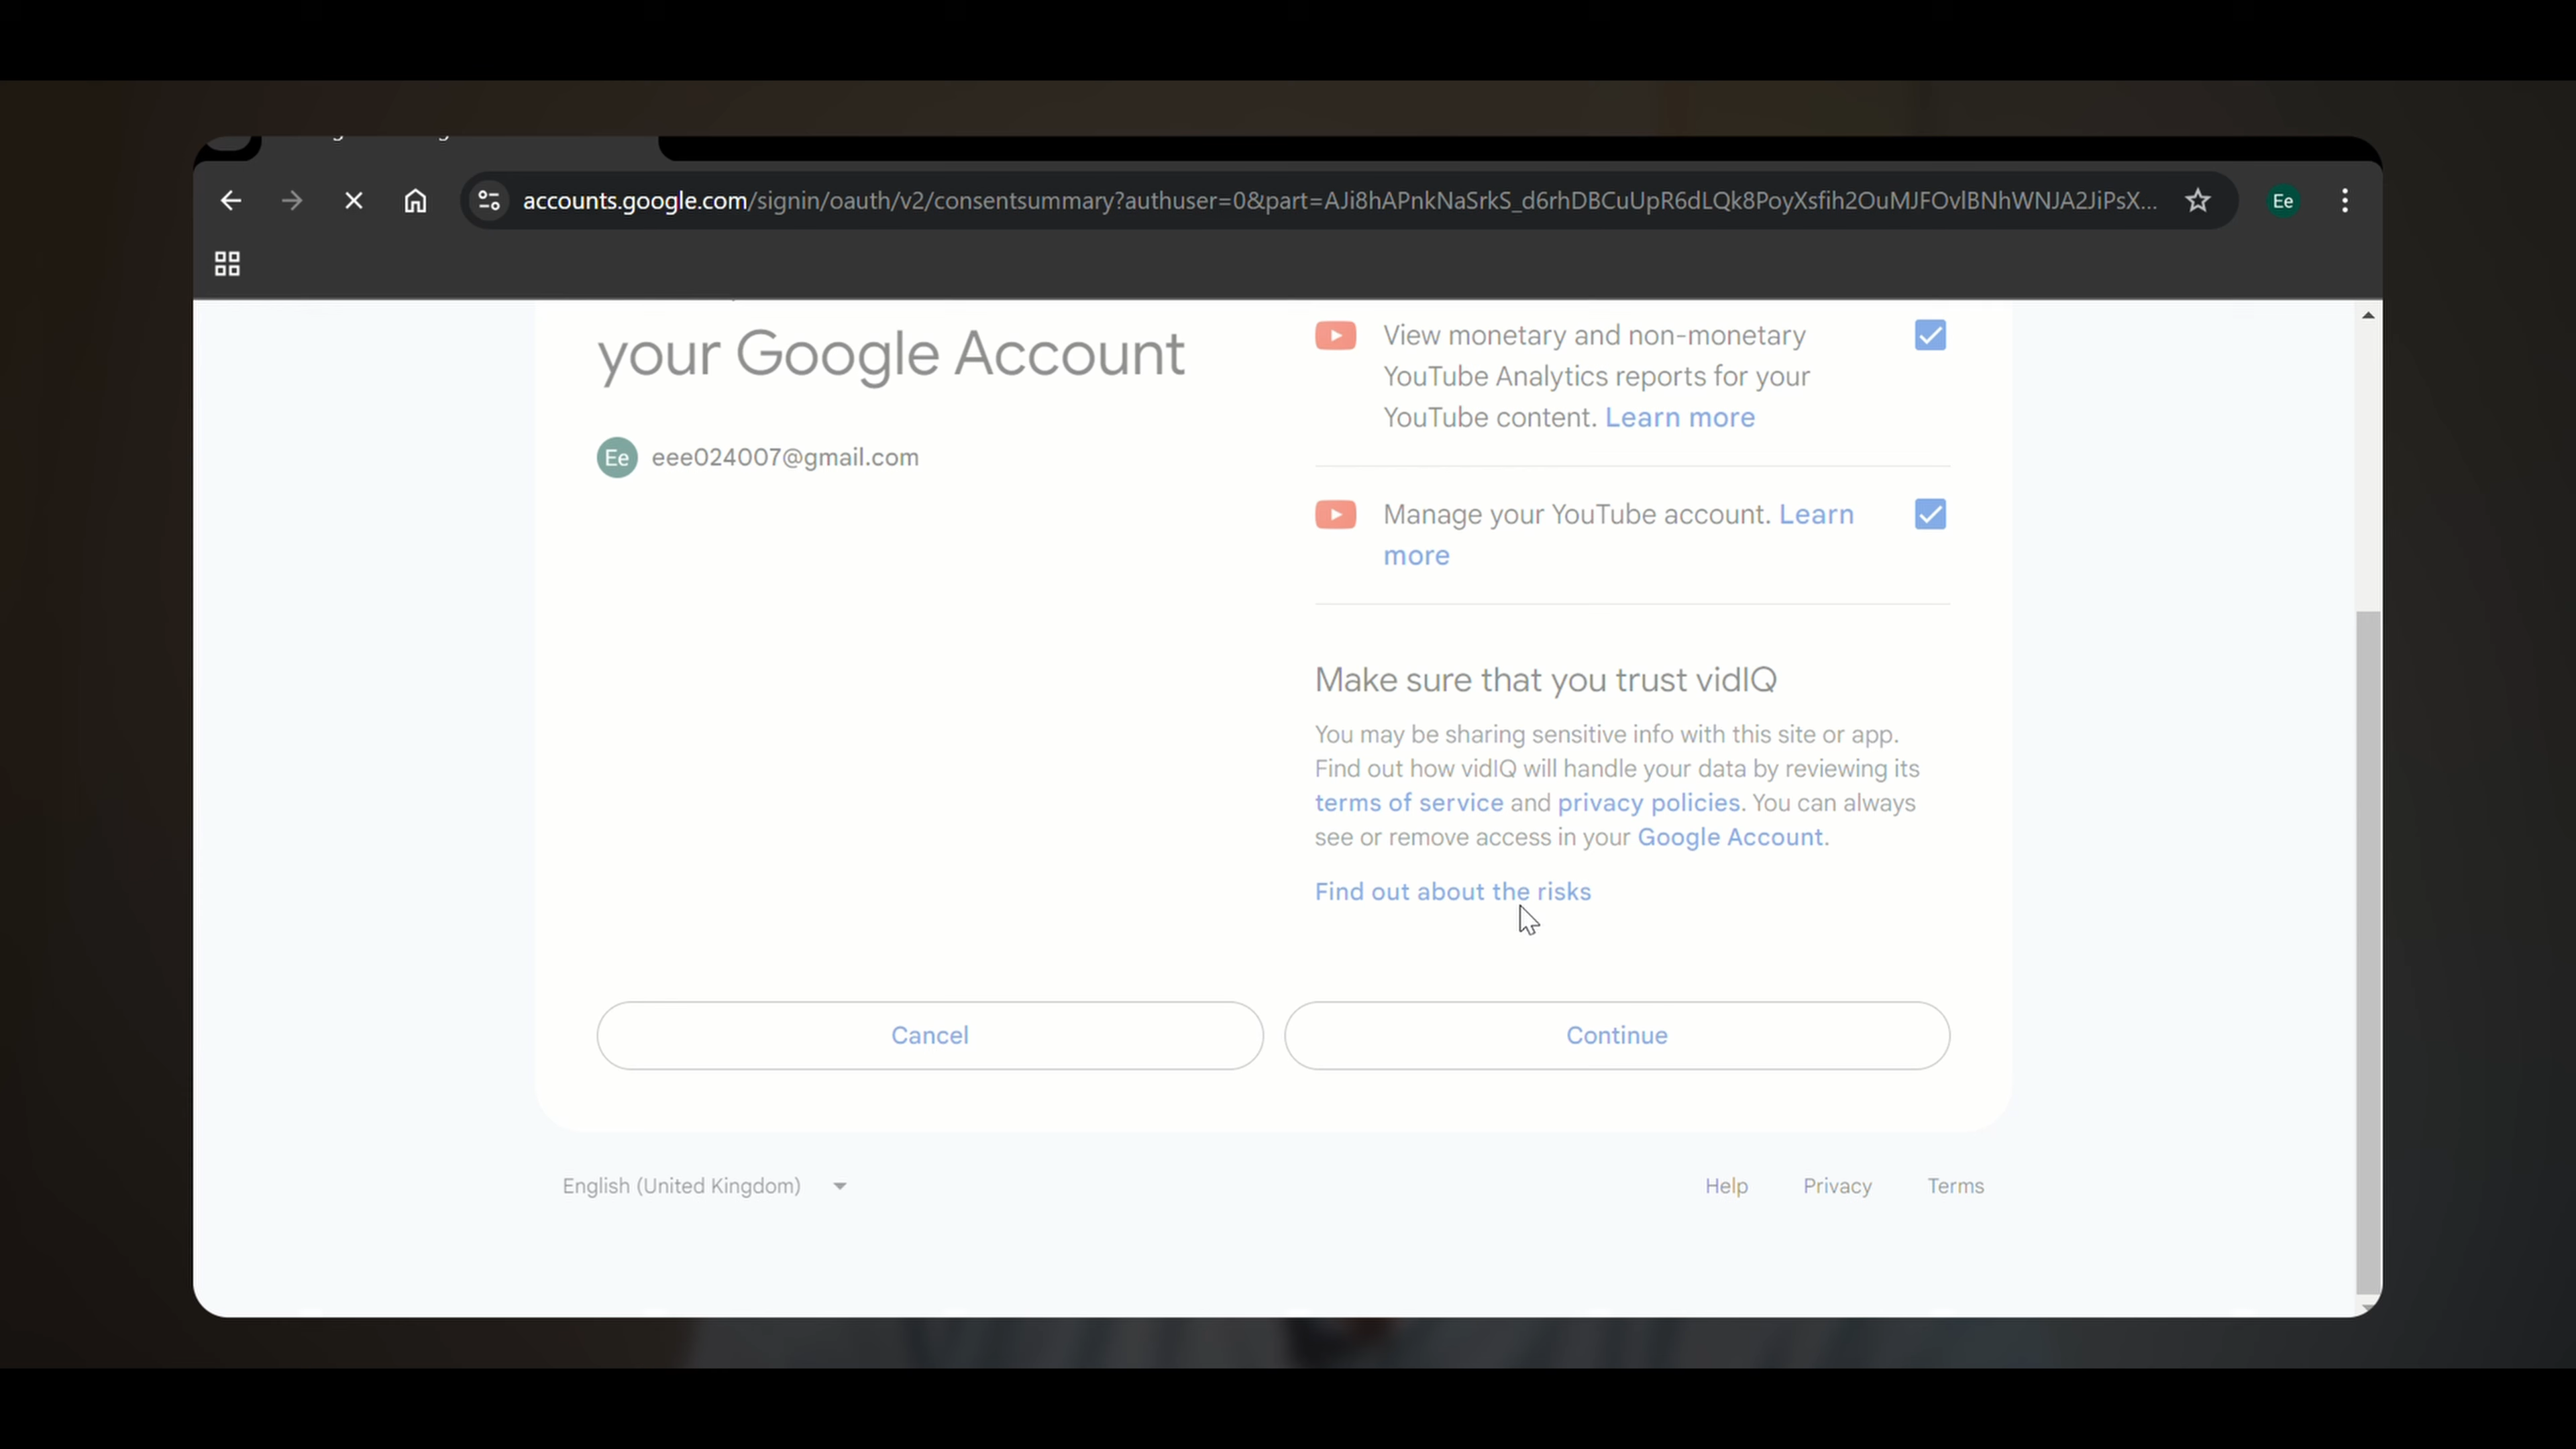 accounts.google.com/signin/oauth/v2/consentsummary?authuser=0&part=AJi8hAPnkNaSrkS_d6rhDBCuUpR6dLQk8PoyXsfih2OuMJFOvlBNhWNJA2JiPsX...
Ee
your Google Account
Ee eee024007@gmail.com
View monetary and non-monetary
YouTube Analytics reports for your
YouTube content. Learn more
Manage your YouTube account. Learn
more
Make sure that you trust vidIQ
You may be sharing sensitive info with this site or app.
Find out how vidIQ will handle your data by reviewing its
terms of service and privacy policies. You can always
see or remove access in your Google Account.
Find out about the risks
Cancel
Continue
English (United Kingdom)
Help
Privacy
Terms